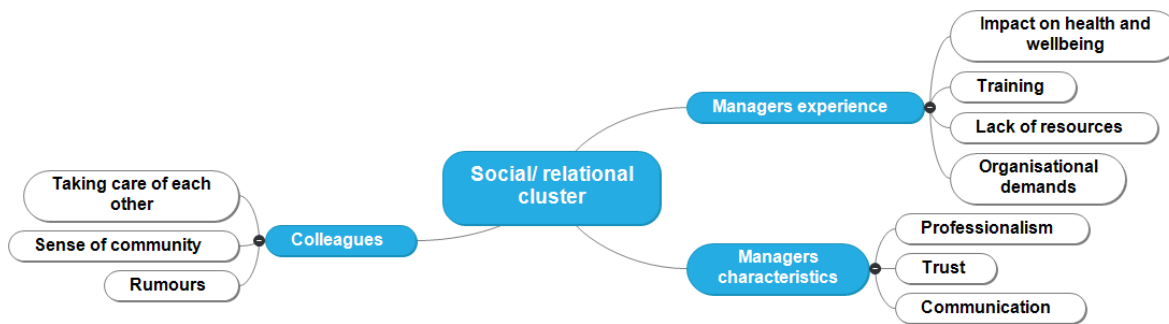 Social/ relational
cluster
Managers experience
Impact on health and
wellbeing
Training
Lack of resources
Organisational
demands
Managers
characteristics
Professionalism
Trust
Communication
Colleagues
Taking care of each
other
Sense of community
Rumours